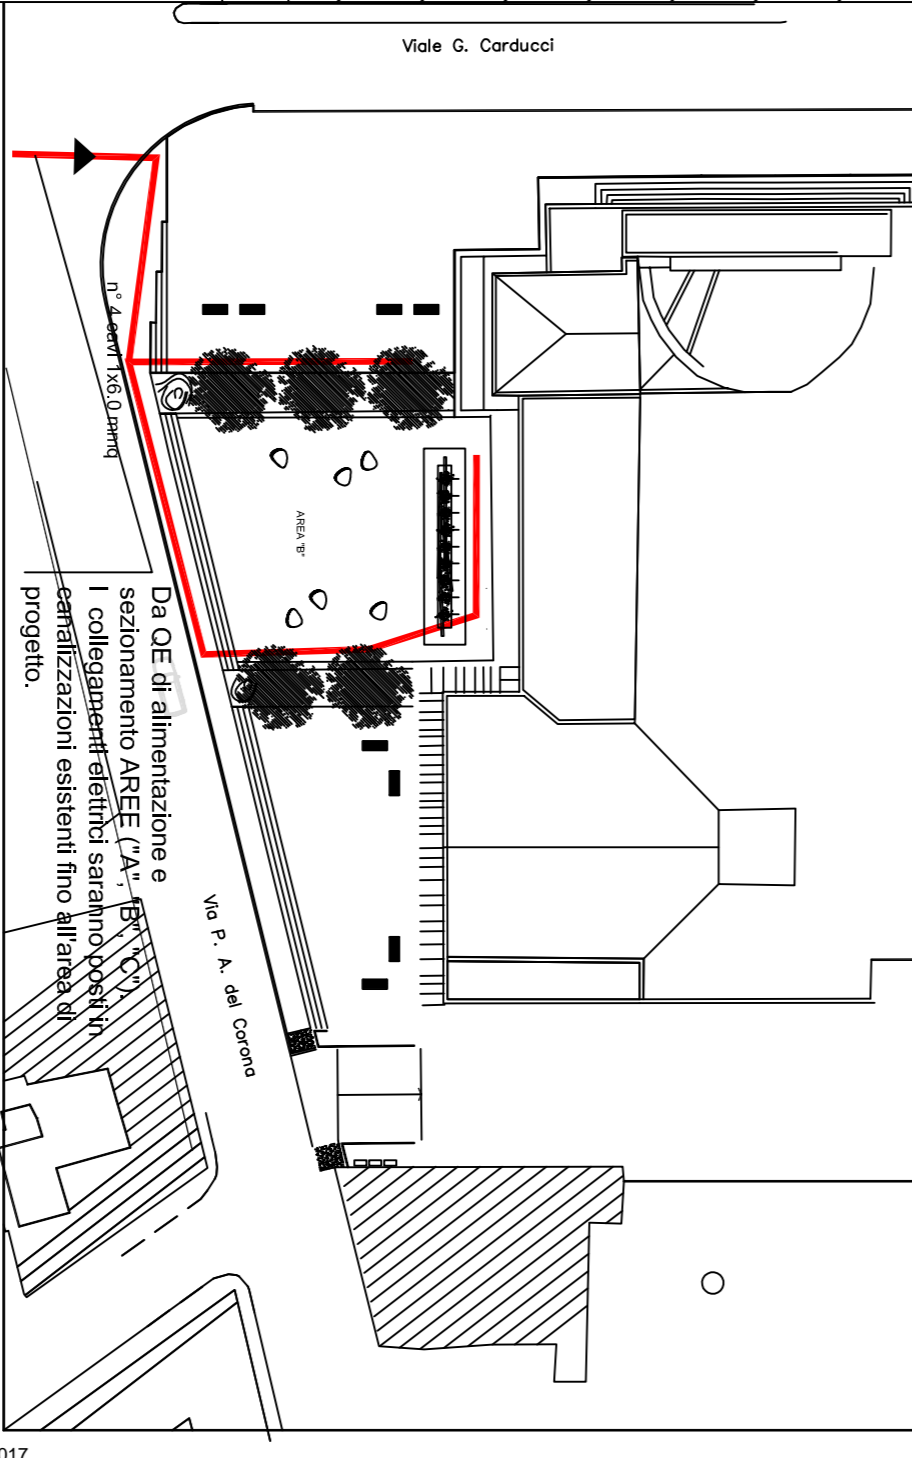 Viale G. Carducci
n° 4 cavi 1x6.0 mmq
AREA "B"
Da QE di alimentazione e
sezionamento AREE ("A", "B", "C").
I collegamenti elettrici saranno posti in
canalizzazioni esistenti fino all'area di
progetto.
Via P. A. del Corona
017